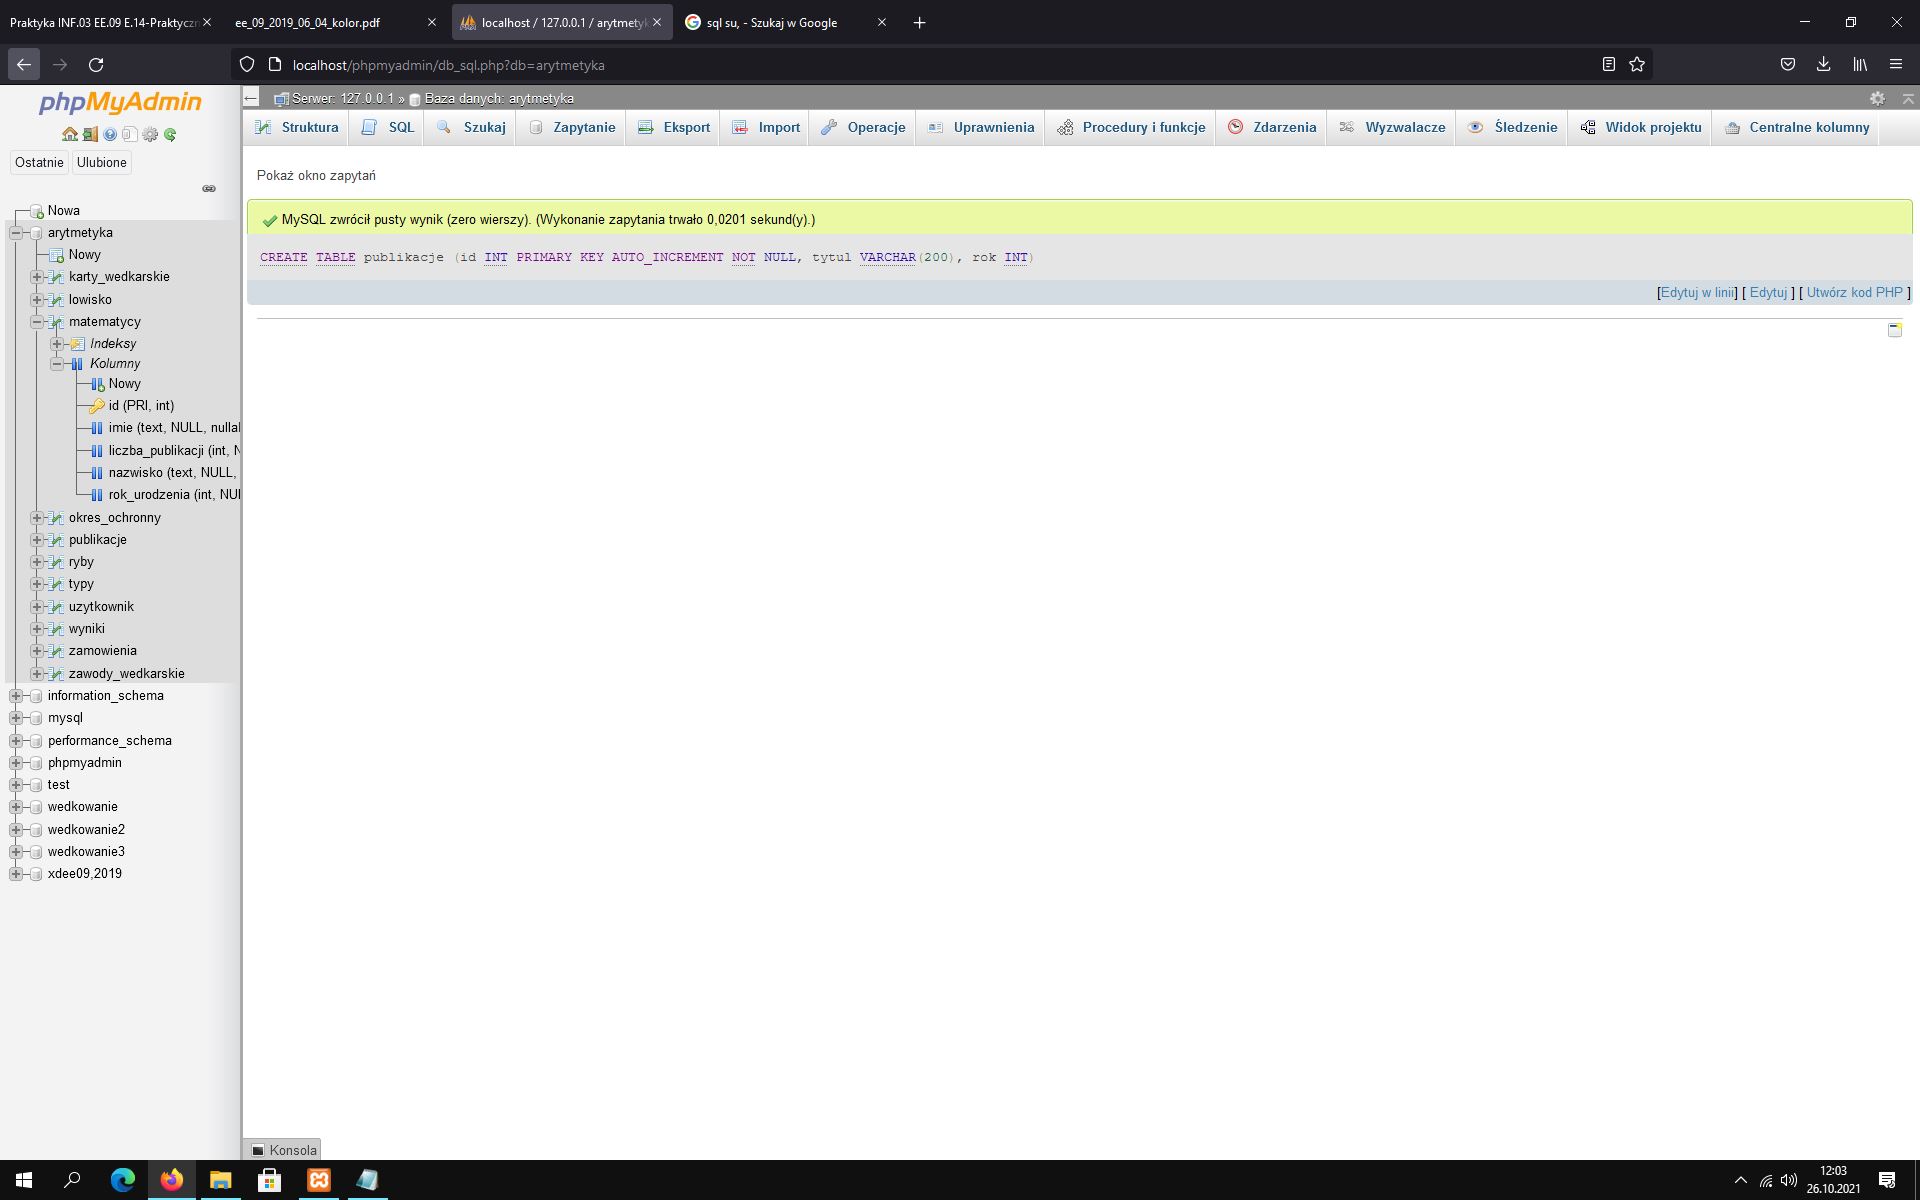 Praktyka INF.03 EE.09 E.14-Praktyczn
ee_09_2019_06_04_kolor.pdf
localhost / 127.0.0.1 / arytmetyk
sql su, - Szukaj w Google
localhost/phpmyadmin/db_sql.php?db=arytmetyka
phpMyAdmin
Ostatnie
Ulubione
Nowa
arytmetyka
Nowy
karty_wedkarskie
lowisko
matematycy
Indeksy
Kolumny
Nowy
id (PRI, int)
imie (text, NULL, nullal
liczba_publikacji (int, N
nazwisko (text, NULL,
rok_urodzenia (int, NUI
okres_ochronny
publikacje
ryby
typy
uzytkownik
wyniki
zamowienia
zawody_wedkarskie
information_schema
mysql
performance_schema
phpmyadmin
test
wedkowanie
wedkowanie2
wedkowanie3
xdee09,2019
Serwer: 127.0.0.1 » Baza danych: arytmetyka
Struktura
SQL
Szukaj
Zapytanie
Eksport
Import
Operacje
Uprawnienia
Procedury i funkcje
Zdarzenia
Wyzwalacze
Śledzenie
Widok projektu
Centralne kolumny
Pokaż okno zapytań
MySQL zwrócił pusty wynik (zero wierszy). (Wykonanie zapytania trwało 0,0201 sekund(y).)
CREATE TABLE publikacje (id INT PRIMARY KEY AUTO_INCREMENT NOT NULL, tytul VARCHAR(200), rok INT)
[Edytuj w linii] [ Edytuj ] [ Utwórz kod PHP ]
Konsola
12:03
26.10.2021